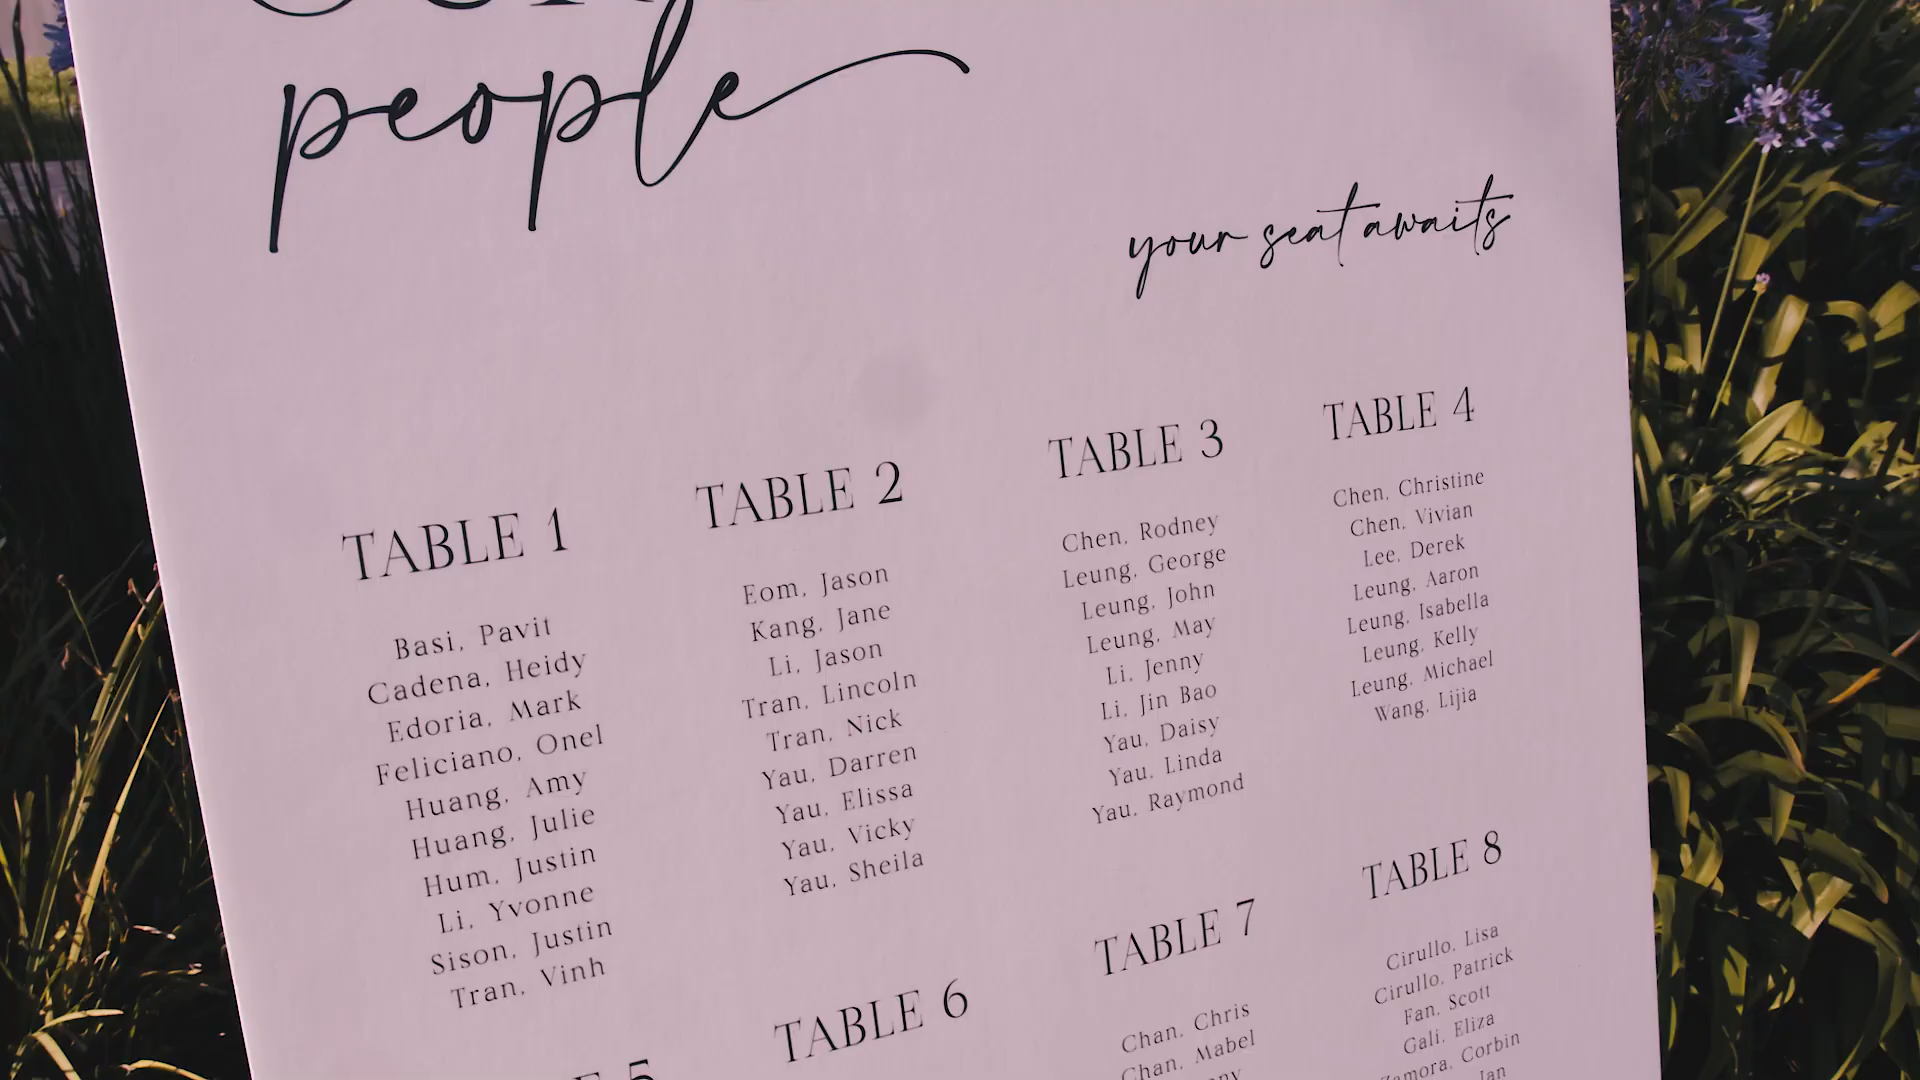 people
your seat awaits
TABLE 1
Basi, Pavit
Cadena, Heidy
Edoria, Mark
Feliciano, Onel
Huang, Amy
Huang, Julie
Hum, Justin
Li, Yvonne
Sison, Justin
Tran, Vinh
TABLE 2
Eom, Jason
Kang, Jane
Li, Jason
Tran, Lincoln
Tran, Nick
Yau, Darren
Yau, Elissa
Yau, Vicky
Yau, Sheila
TABLE 3
Chen, Rodney
Leung, George
Leung, John
Leung, May
Li, Jenny
Li, Jin Bao
Yau, Daisy
Yau, Linda
Yau, Raymond
TABLE 4
Chen, Christine
Chen, Vivian
Lee, Derek
Leung, Aaron
Leung, Isabella
Leung, Kelly
Leung, Michael
Wang, Lijia
5
TABLE 6
TABLE 7
Chan, Chris
Chan, Mabel
TABLE 8
Cirullo, Lisa
Cirullo, Patrick
Fan, Scott
Gali, Eliza
Corbin